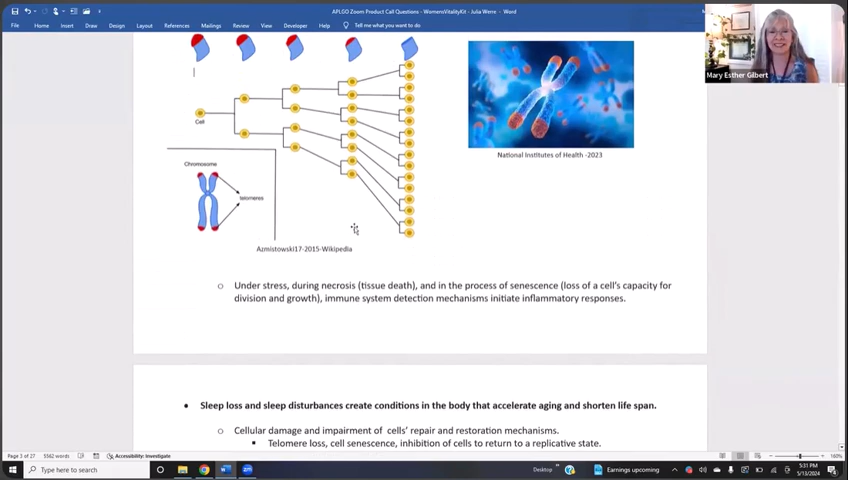 APLGO Zoom Product Call Questions - WomensVitalityKit - Julia Werre - Word
File Home Insert Draw Design Layout References Mailings Review View Developer Help Tell me what you want to do
Mary Esther Gilbert
Cell
Chromosome
telomeres
National Institutes of Health -2023
Azmistowski17-2015-Wikipedia
o Under stress, during necrosis (tissue death), and in the process of senescence (loss of a cell's capacity for
division and growth), immune system detection mechanisms initiate inflammatory responses.
• Sleep loss and sleep disturbances create conditions in the body that accelerate aging and shorten life span.
o Cellular damage and impairment of cells' repair and restoration mechanisms.
▪ Telomere loss, cell senescence, inhibition of cells to return to a replicative state.
Page 3 of 27 5562 words Accessibility: Investigate 160%
Type here to search Desktop Earnings upcoming 5:31 PM
5/13/2024